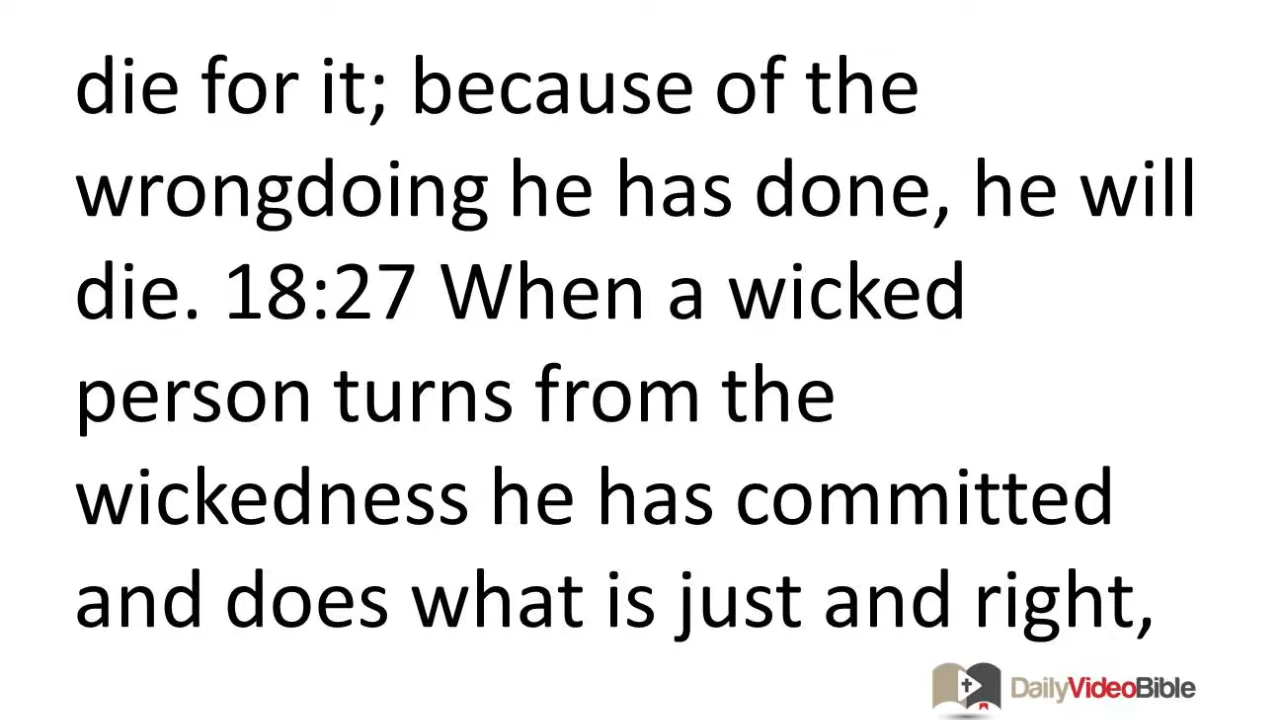 die for it; because of the
wrongdoing he has done, he will
die. 18:27 When a wicked
person turns from the
wickedness he has committed
and does what is just and right,
DailyVideoBible